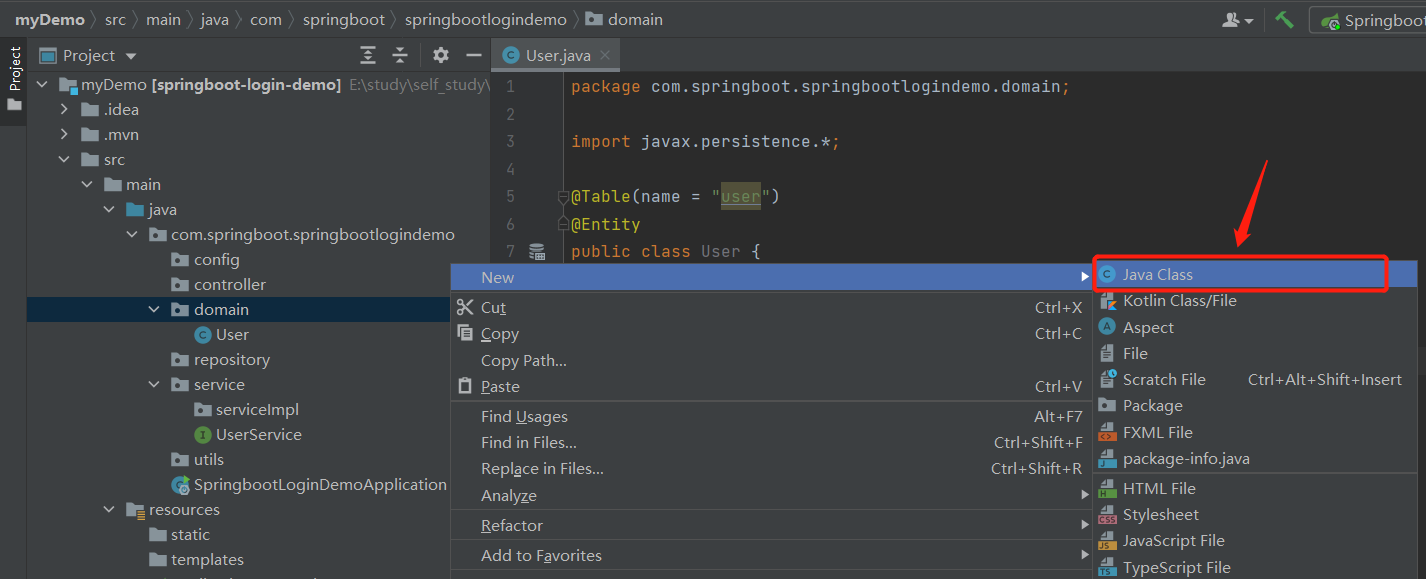 myDemo src main java com springboot springbootlogindemo domain
Springboot
Project
Project
User.java
myDemo [springboot-login-demo] E:\study\self_study\
.idea
.mvn
src
main
java
com.springboot.springbootlogindemo
config
controller
domain
User
repository
service
serviceImpl
UserService
utils
SpringbootLoginDemoApplication
resources
static
templates
1 package com.springboot.springbootlogindemo.domain;
2
3 import javax.persistence.*;
4
5 @Table(name = "user")
6 @Entity
7 public class User {
New
Cut Ctrl+X
Copy Ctrl+C
Copy Path...
Paste Ctrl+V
Find Usages Alt+F7
Find in Files... Ctrl+Shift+F
Replace in Files... Ctrl+Shift+R
Analyze
Refactor
Add to Favorites
Java Class
Kotlin Class/File
Aspect
File
Scratch File Ctrl+Alt+Shift+Insert
Package
FXML File
package-info.java
HTML File
Stylesheet
JavaScript File
TypeScript File